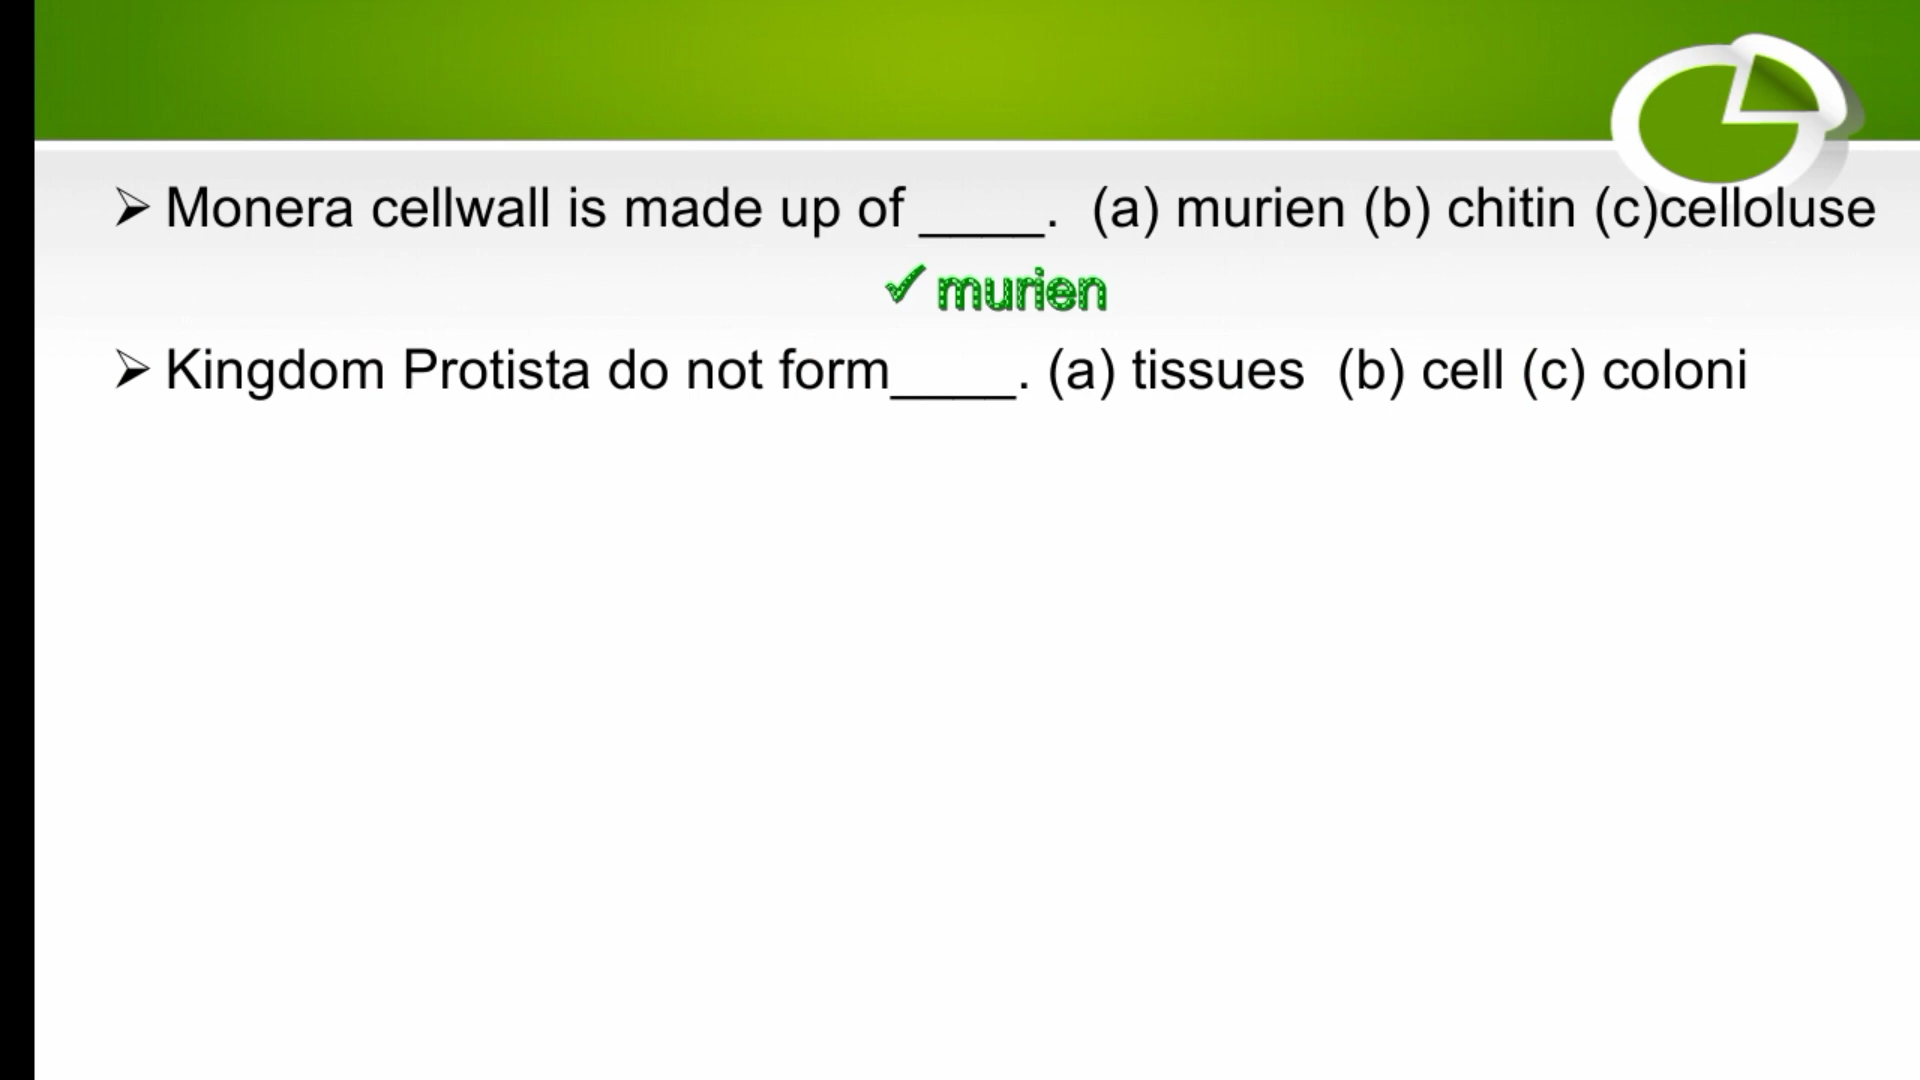 ➢ Monera cellwall is made up of ____. (a) murien (b) chitin (c)celloluse
✓ murien
➢ Kingdom Protista do not form____. (a) tissues (b) cell (c) coloni